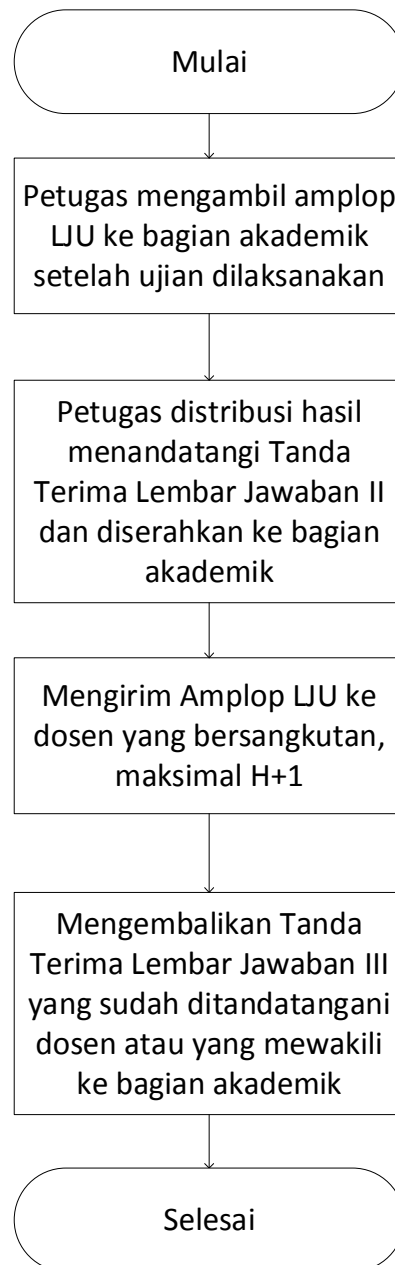 Mulai
Petugas mengambil amplop
LJU ke bagian akademik
setelah ujian dilaksanakan
Petugas distribusi hasil
menandatangi Tanda
Terima Lembar Jawaban II
dan diserahkan ke bagian
akademik
Mengirim Amplop LJU ke
dosen yang bersangkutan,
maksimal H+1
Mengembalikan Tanda
Terima Lembar Jawaban III
yang sudah ditandatangani
dosen atau yang mewakili
ke bagian akademik
Selesai